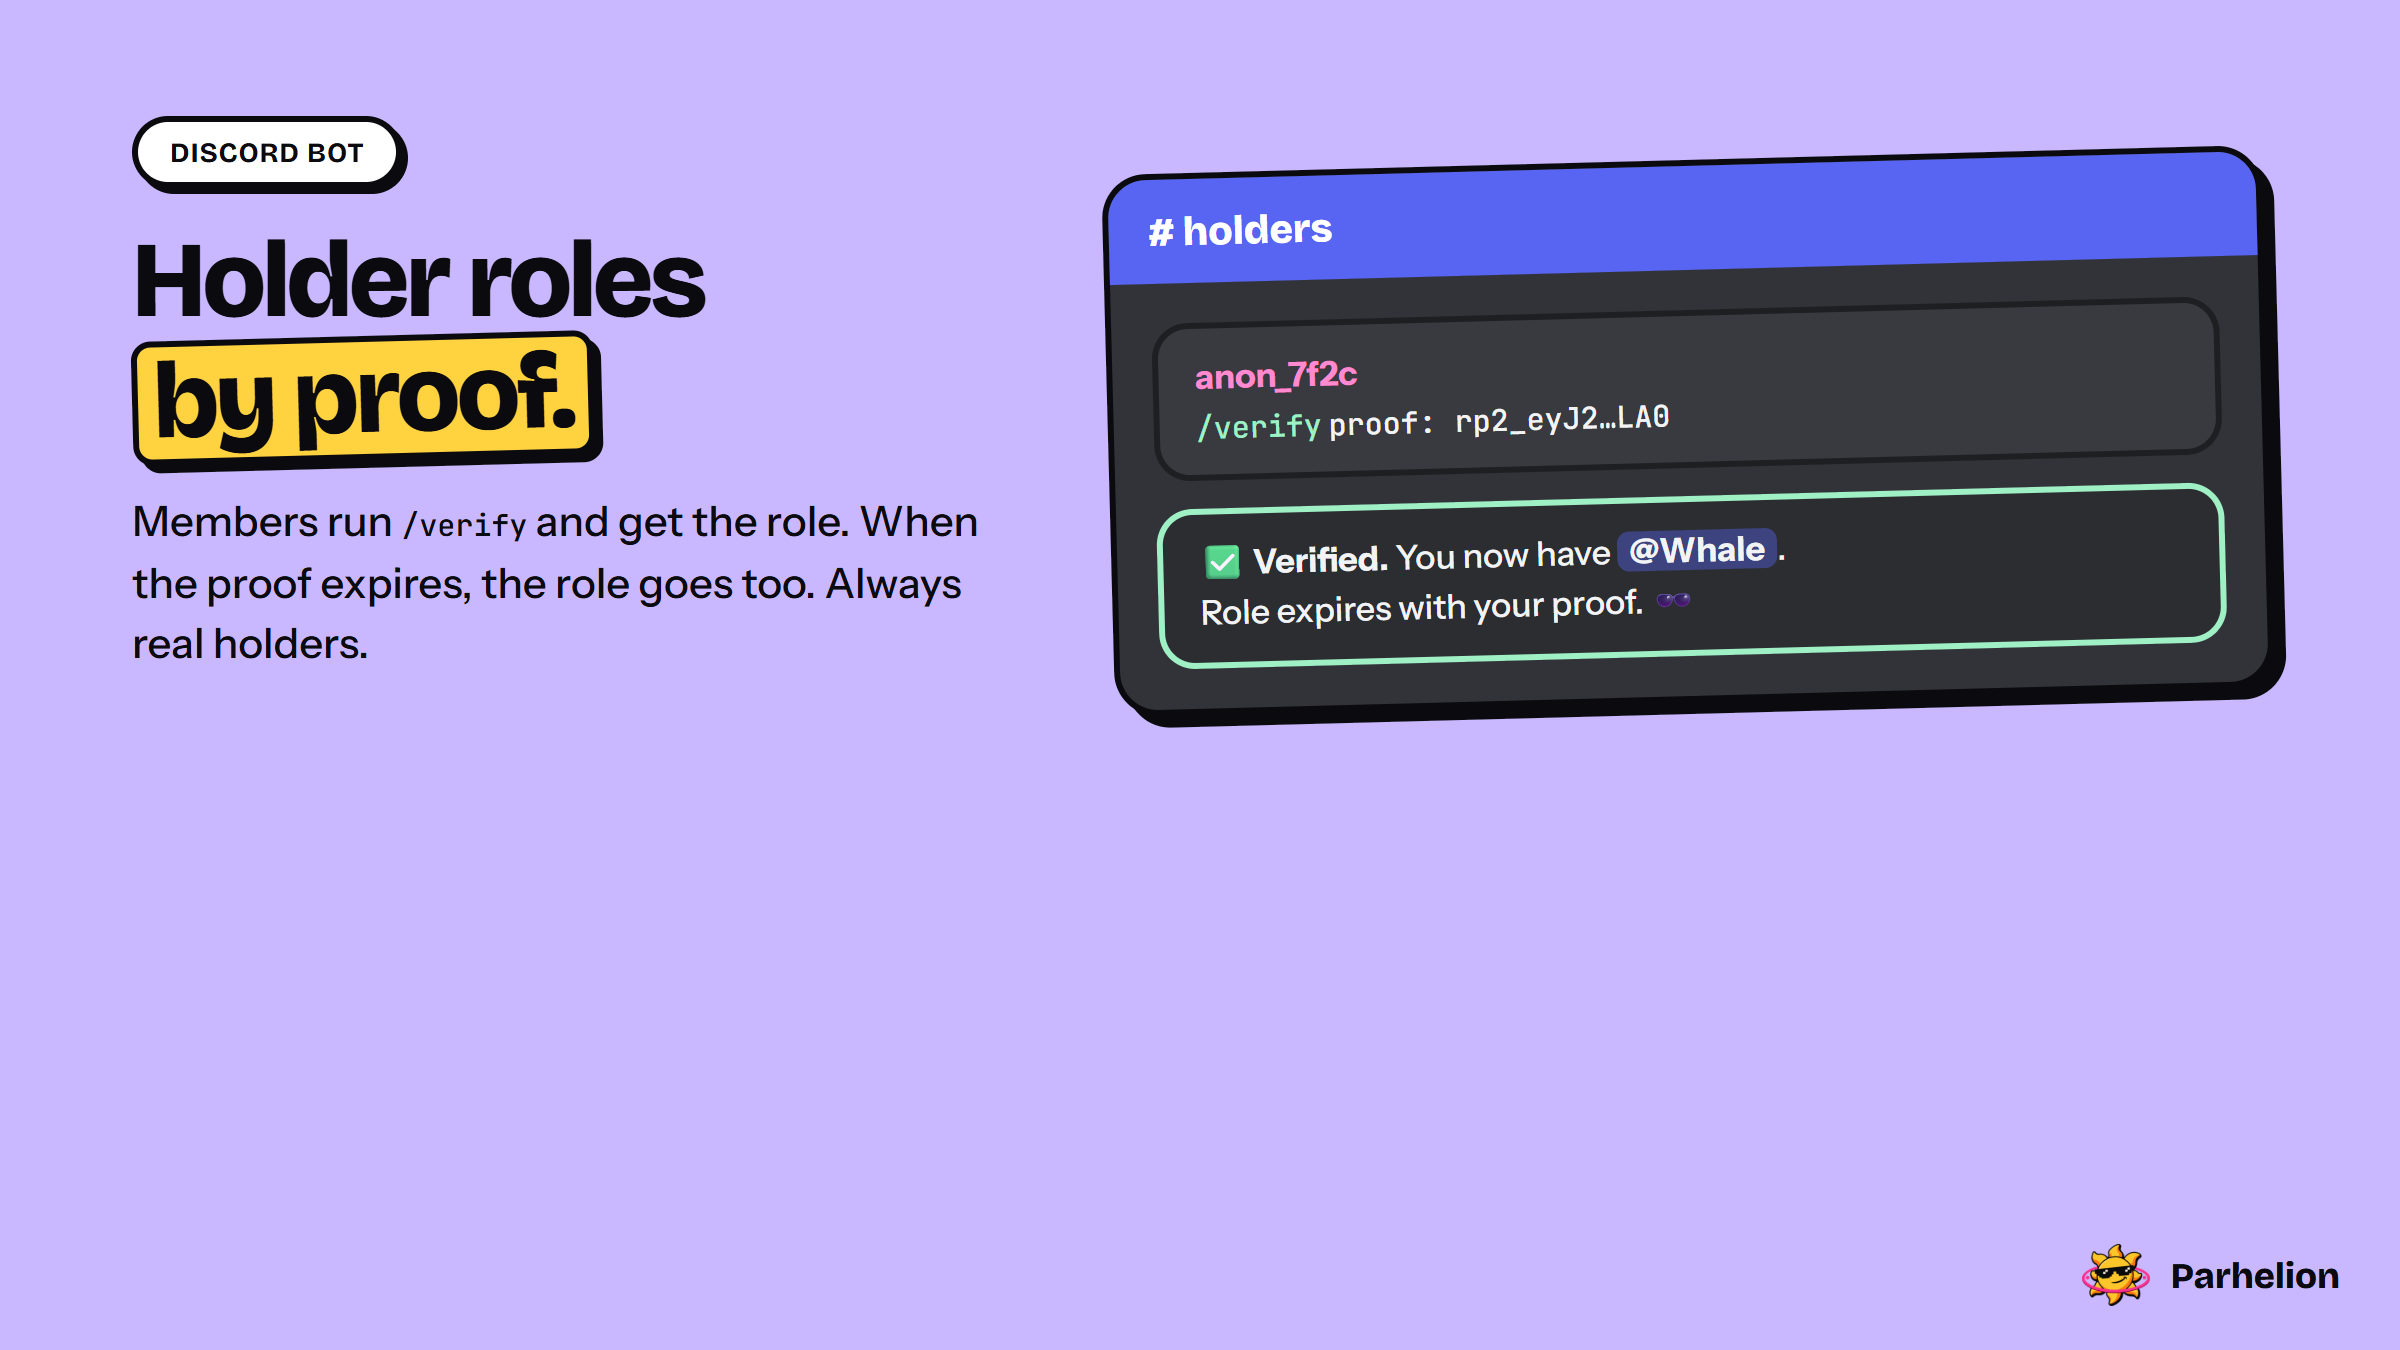 DISCORD BOT
Holder roles
by proof.
Members run /verify and get the role. When
the proof expires, the role goes too. Always
real holders.
# holders
anon_7f2c
/verify proof: rp2_eyJ2…LA0
✅ Verified. You now have @Whale.
Role expires with your proof. 🕶️
Parhelion